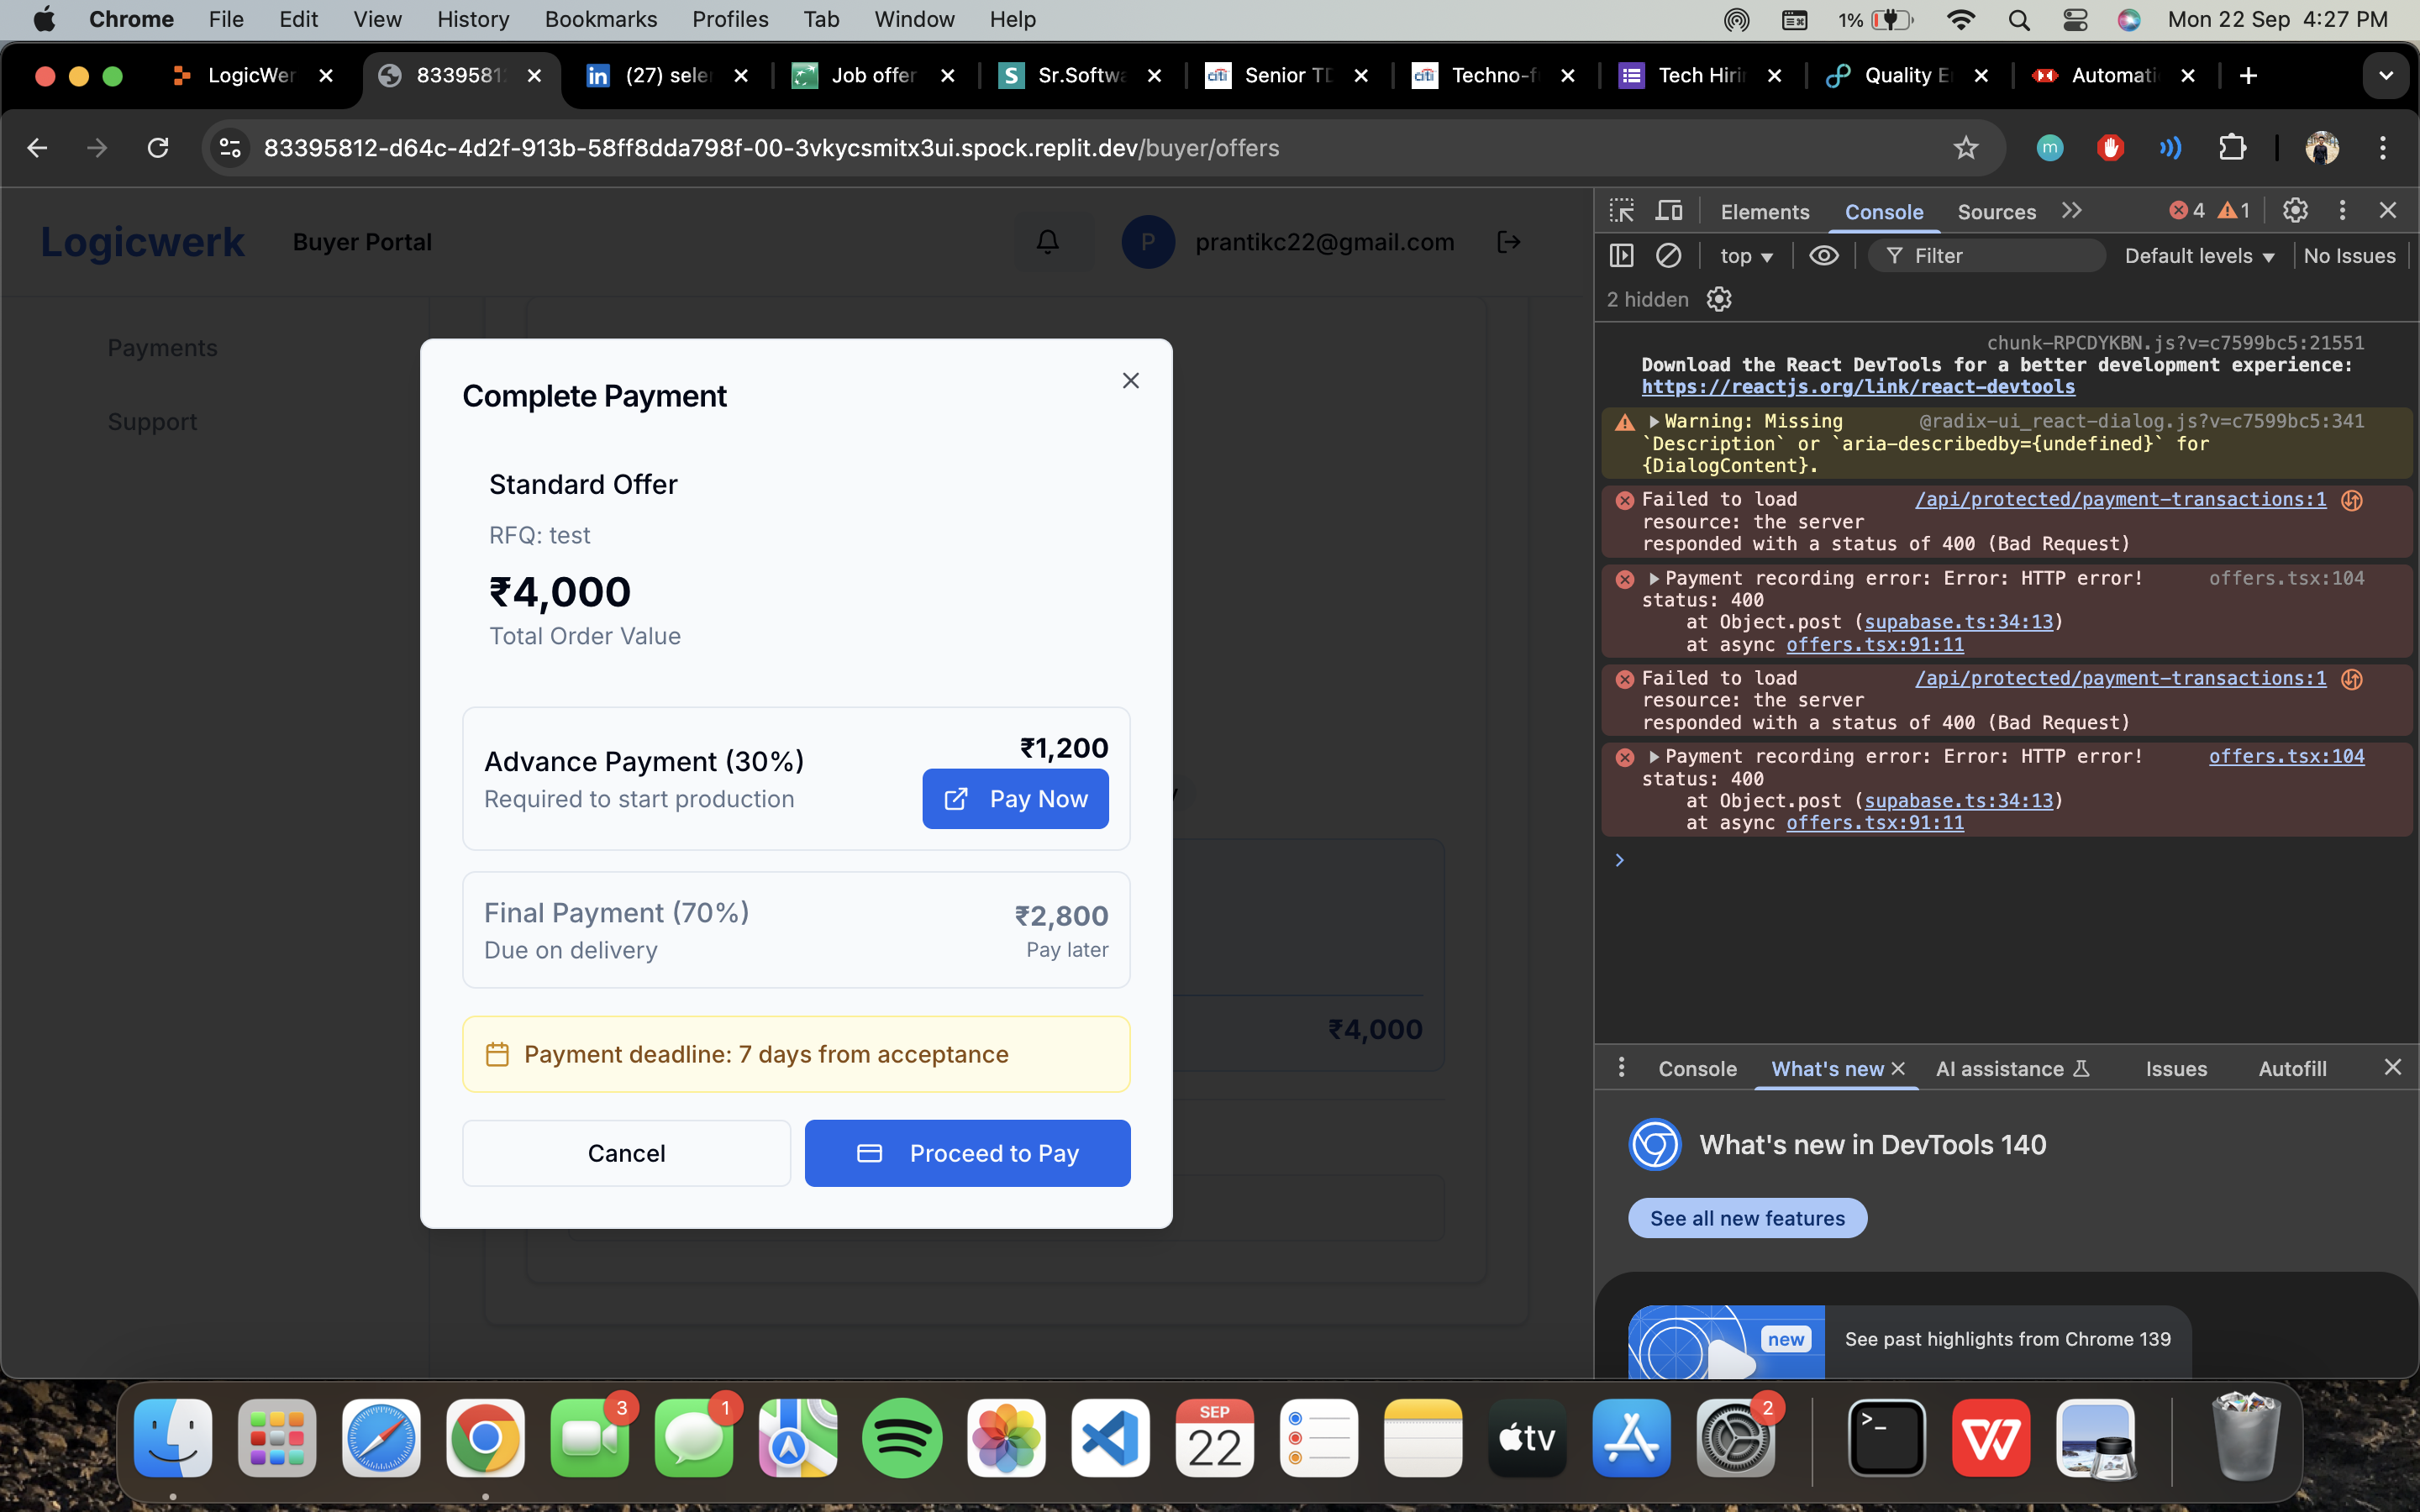 Chrome File Edit View History Bookmarks Profiles Tab Window Help 1% Mon 22 Sep 4:27 PM
LogicWer 8339581 (27) sele Job offer Sr.Softwa Senior T Techno-f Tech Hiri Quality E Automati
83395812-d64c-4d2f-913b-58ff8dda798f-00-3vkycsmitx3ui.spock.replit.dev/buyer/offers
m
Logicwerk Buyer Portal P prantikc22@gmail.com
Payments
Support
Complete Payment
Standard Offer
RFQ: test
₹4,000
Total Order Value
Advance Payment (30%)
Required to start production
₹1,200
Pay Now
Final Payment (70%)
Due on delivery
₹2,800
Pay later
Payment deadline: 7 days from acceptance
Cancel Proceed to Pay
₹4,000
Elements Console Sources 4 1
top Filter Default levels No Issues
2 hidden
chunk-RPCDYKBN.js?v=c7599bc5:21551
Download the React DevTools for a better development experience:
https://reactjs.org/link/react-devtools
Warning: Missing @radix-ui_react-dialog.js?v=c7599bc5:341
`Description` or `aria-describedby={undefined}` for
{DialogContent}.
Failed to load /api/protected/payment-transactions:1
resource: the server
responded with a status of 400 (Bad Request)
Payment recording error: Error: HTTP error! offers.tsx:104
status: 400
at Object.post (supabase.ts:34:13)
at async offers.tsx:91:11
Failed to load /api/protected/payment-transactions:1
resource: the server
responded with a status of 400 (Bad Request)
Payment recording error: Error: HTTP error! offers.tsx:104
status: 400
at Object.post (supabase.ts:34:13)
at async offers.tsx:91:11
Console What's new AI assistance Issues Autofill
What's new in DevTools 140
See all new features
new
See past highlights from Chrome 139
3 1 SEP 22 tv 2